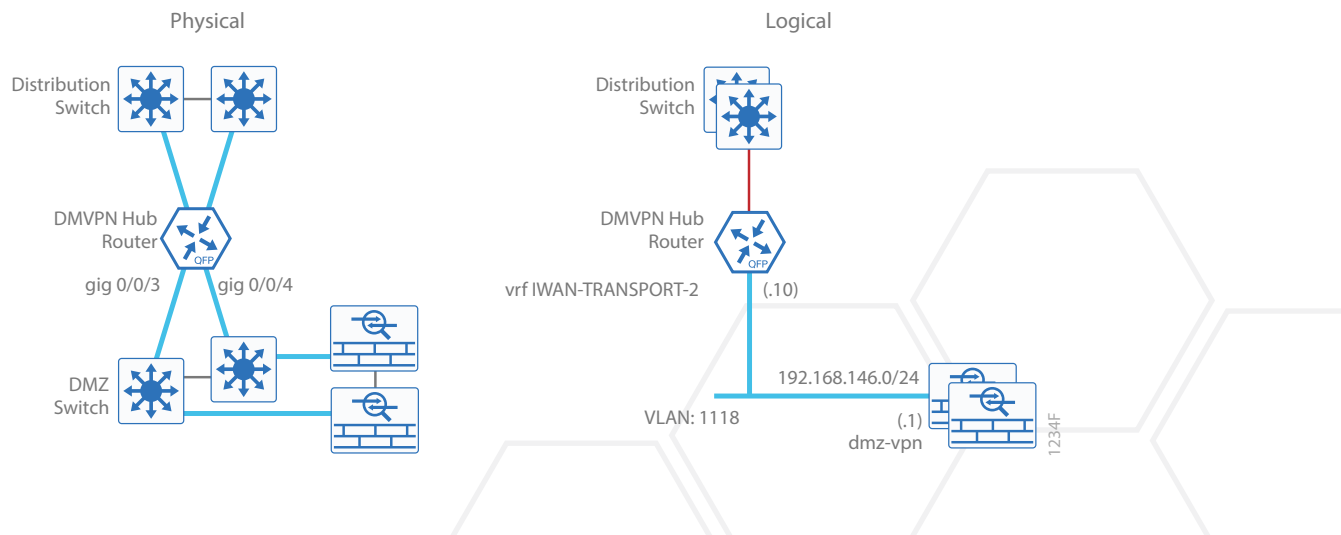 Physical
Distribution
Switch
DMVPN Hub
Router
QFP
gig 0/0/3
gig 0/0/4
DMZ
Switch
Logical
Distribution
Switch
DMVPN Hub
Router
QFP
vrf IWAN-TRANSPORT-2
(.10)
192.168.146.0/24
VLAN: 1118
(.1)
dmz-vpn
1234F